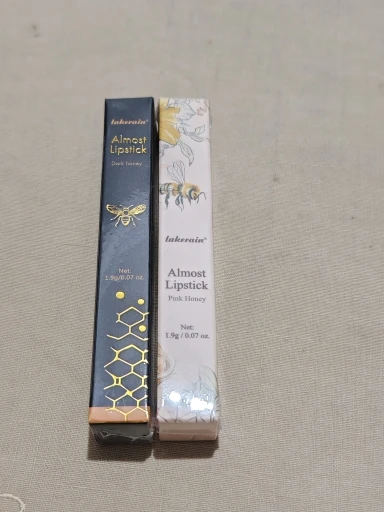 lakerain®
Almost
Lipstick
Dark honey
Net:
1.9g/0.07 oz.
lakerain®
Almost
Lipstick
Pink Honey
Net:
1.9g / 0.07 oz.